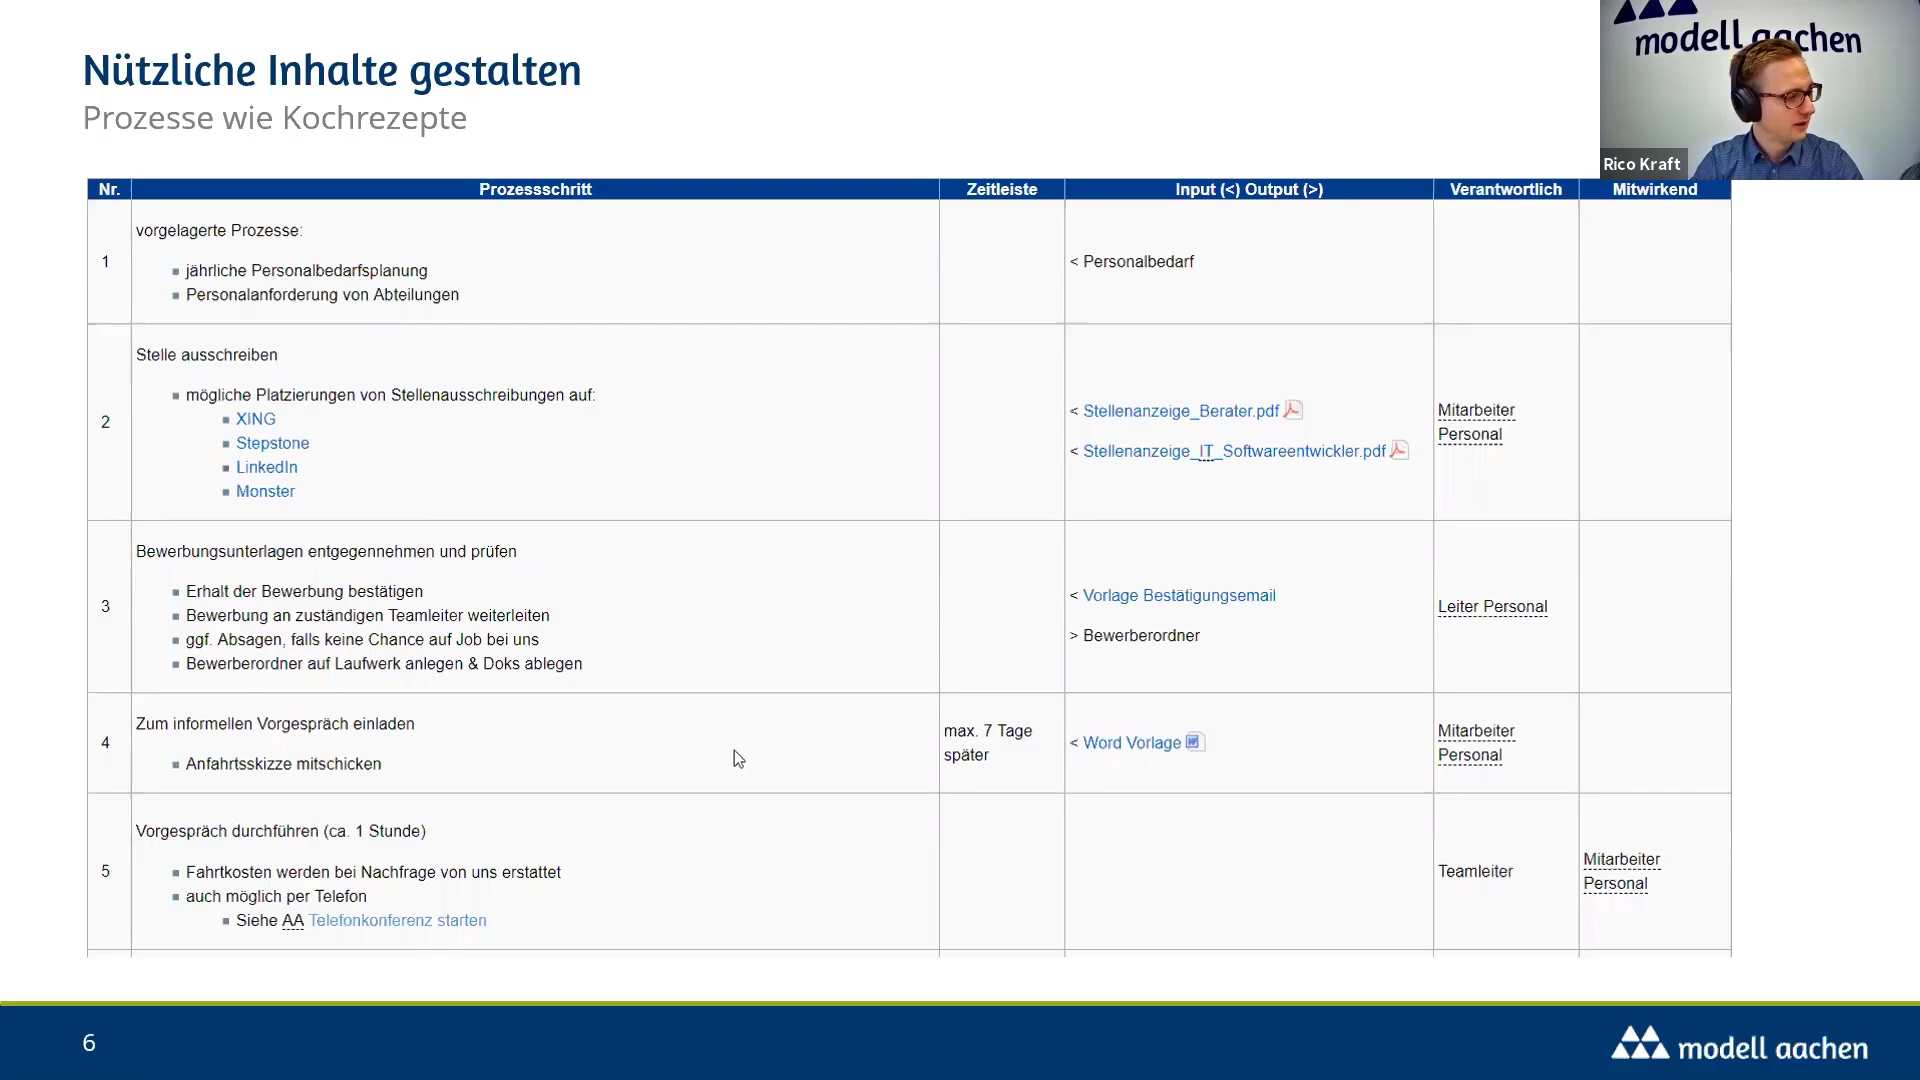 Nützliche Inhalte gestalten
Prozesse wie Kochrezepte
modell aachen
Rico Kraft
Nr. Prozessschritt Zeitleiste Input (<) Output (>) Verantwortlich Mitwirkend
1
vorgelagerte Prozesse:
jährliche Personalbedarfsplanung
Personalanforderung von Abteilungen
< Personalbedarf
2
Stelle ausschreiben
mögliche Platzierungen von Stellenausschreibungen auf:
XING
Stepstone
LinkedIn
Monster
< Stellenanzeige_Berater.pdf
< Stellenanzeige_IT_Softwareentwickler.pdf
Mitarbeiter
Personal
3
Bewerbungsunterlagen entgegennehmen und prüfen
Erhalt der Bewerbung bestätigen
Bewerbung an zuständigen Teamleiter weiterleiten
ggf. Absagen, falls keine Chance auf Job bei uns
Bewerberordner auf Laufwerk anlegen & Doks ablegen
< Vorlage Bestätigungsemail
> Bewerberordner
Leiter Personal
4
Zum informellen Vorgespräch einladen
Anfahrtsskizze mitschicken
max. 7 Tage
später
< Word Vorlage
Mitarbeiter
Personal
5
Vorgespräch durchführen (ca. 1 Stunde)
Fahrtkosten werden bei Nachfrage von uns erstattet
auch möglich per Telefon
Siehe AA Telefonkonferenz starten
Teamleiter
Mitarbeiter
Personal
6
modell aachen